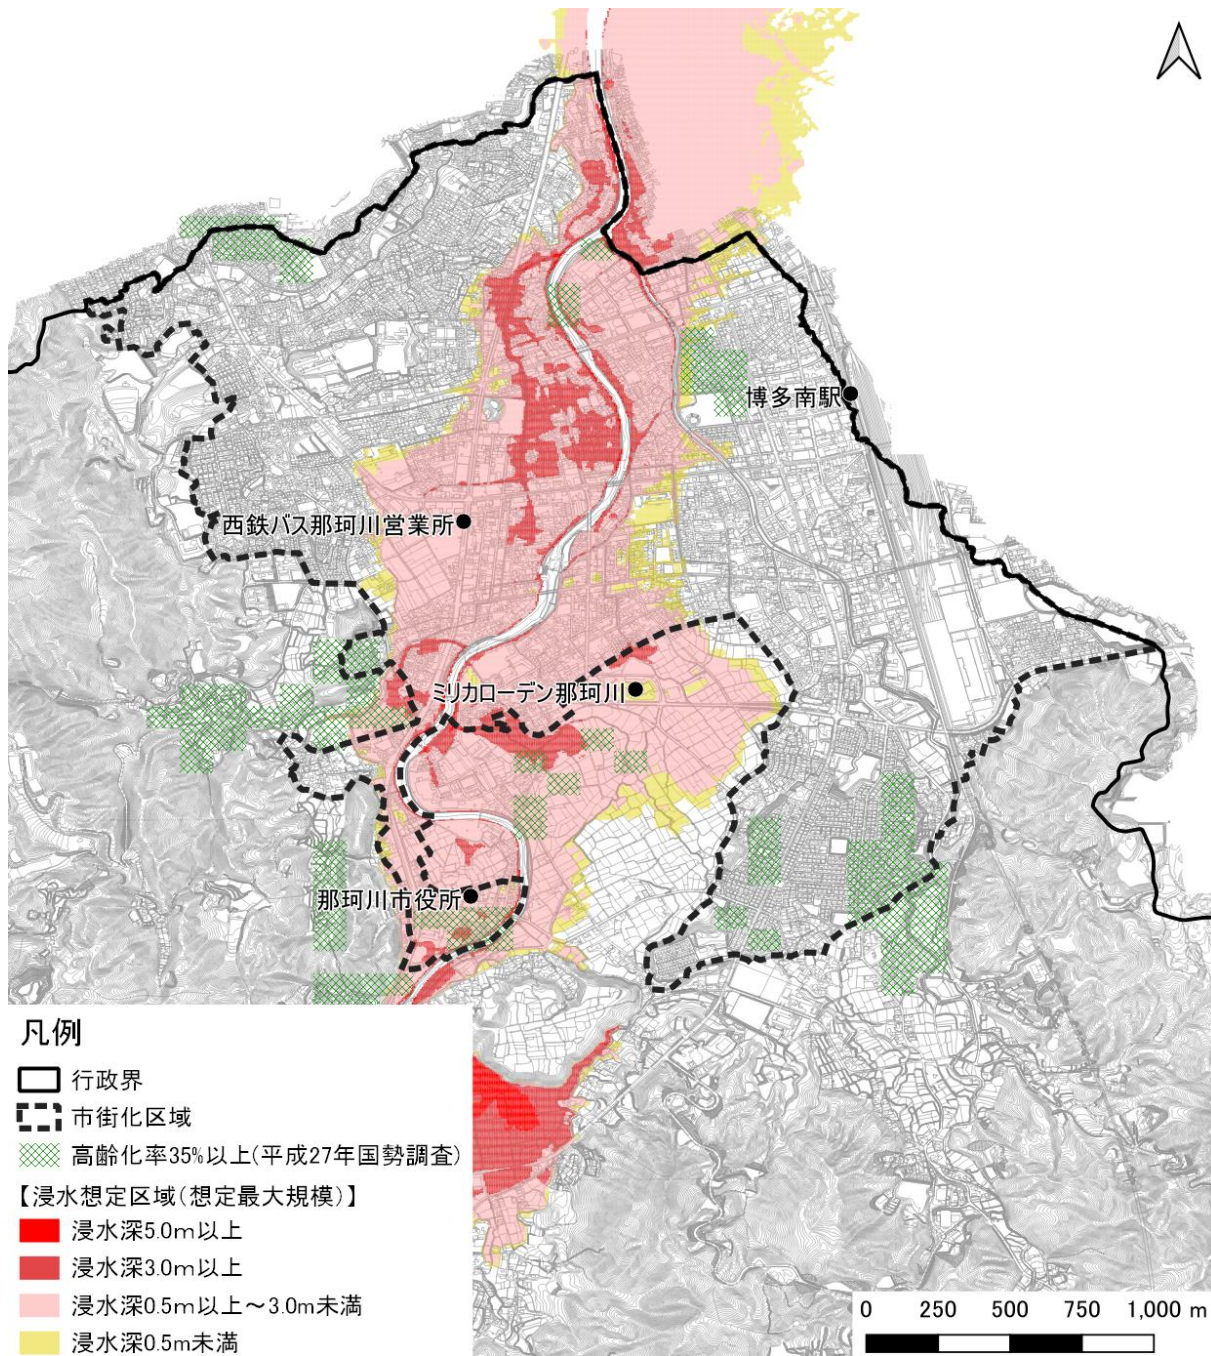 博多南駅
西鉄バス那珂川営業所
ミリカローデン那珂川
那珂川市役所
凡例
行政界
市街化区域
高齢化率35%以上(平成27年国勢調査)
【浸水想定区域(想定最大規模)】
浸水深5.0m以上
浸水深3.0m以上
浸水深0.5m以上～3.0m未満
浸水深0.5m未満
0 250 500 750 1,000 m